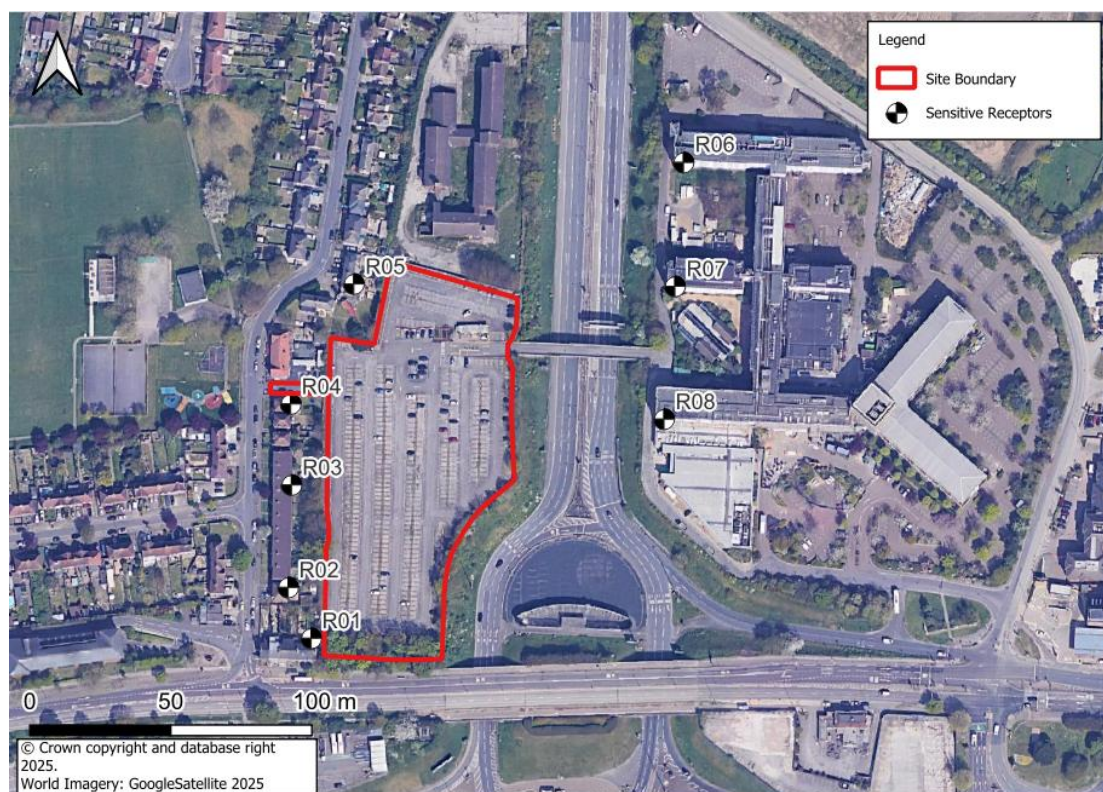 Legend
Site Boundary
Sensitive Receptors
R06
R05
R07
R04
R08
R03
R02
R01
0 50 100 m
© Crown copyright and database right
2025.
World Imagery: GoogleSatellite 2025